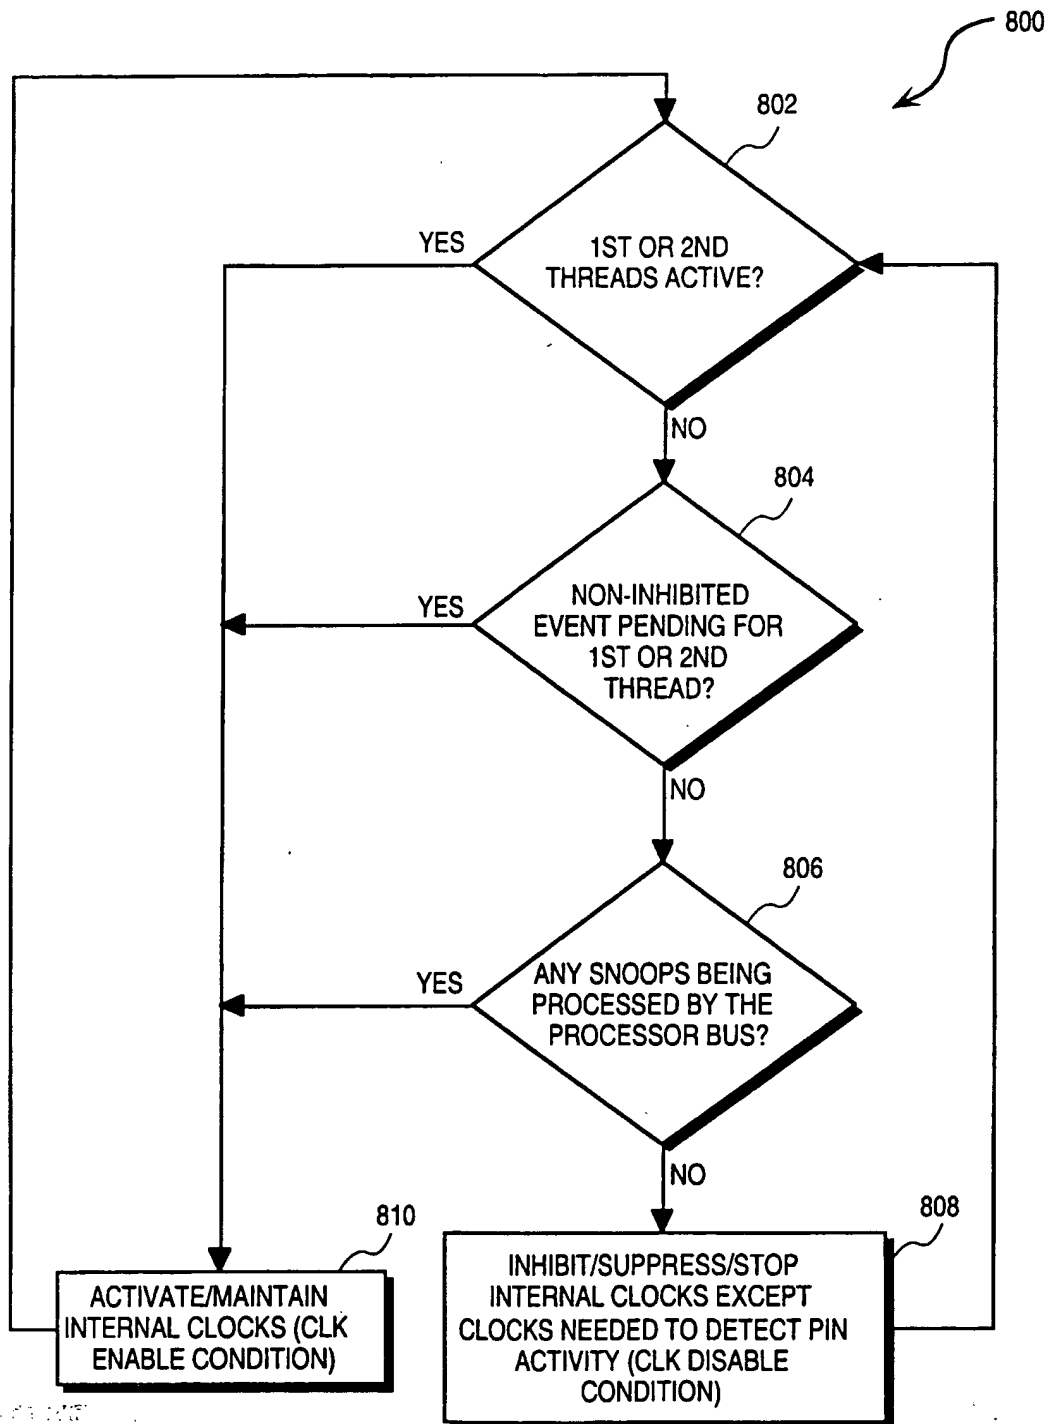 800
802
YES
1ST OR 2ND
THREADS ACTIVE?
NO
804
YES
NON-INHIBITED
EVENT PENDING FOR
1ST OR 2ND
THREAD?
NO
806
YES
ANY SNOOPS BEING
PROCESSED BY THE
PROCESSOR BUS?
NO
810
808
ACTIVATE/MAINTAIN
INTERNAL CLOCKS (CLK
ENABLE CONDITION)
INHIBIT/SUPPRESS/STOP
INTERNAL CLOCKS EXCEPT
CLOCKS NEEDED TO DETECT PIN
ACTIVITY (CLK DISABLE
CONDITION)